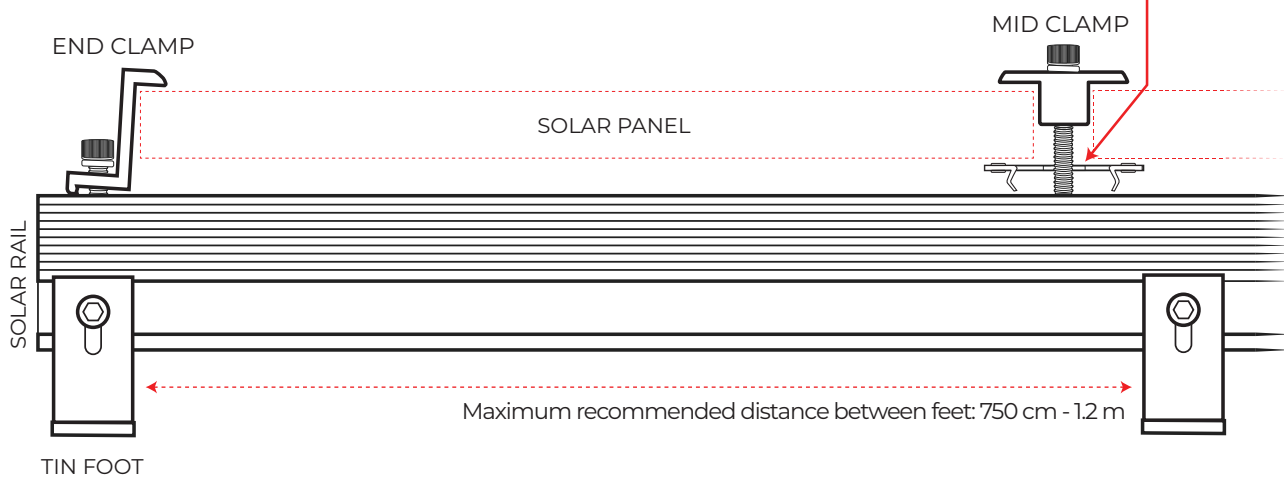 MID CLAMP
END CLAMP
SOLAR PANEL
SOLAR RAIL
Maximum recommended distance between feet: 750 cm - 1.2 m
TIN FOOT